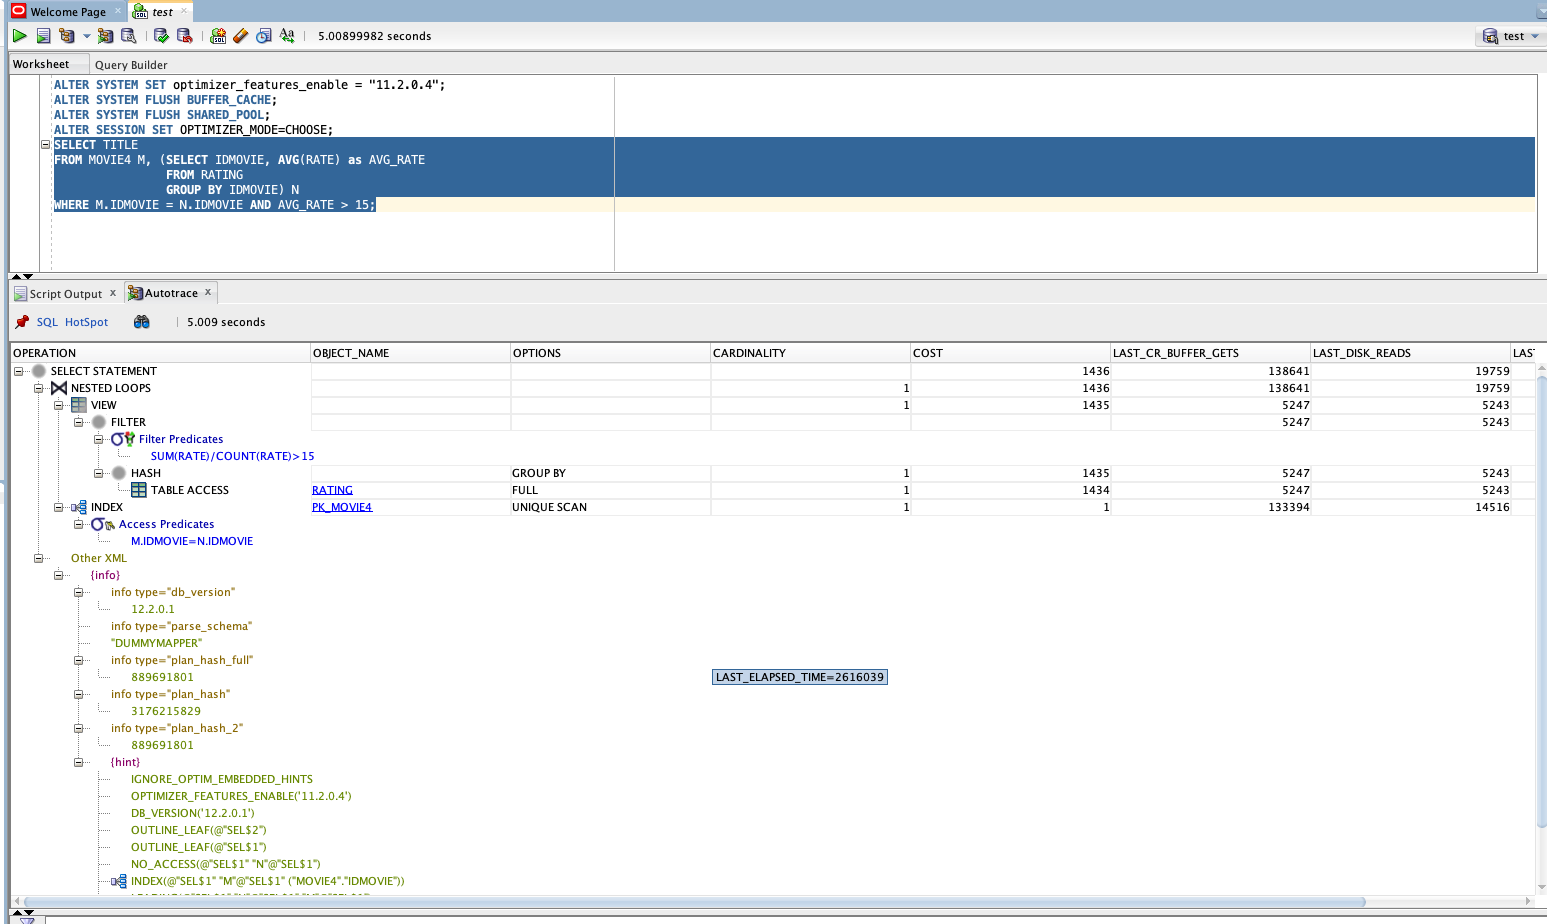 Welcome Page
test
5.00899982 seconds
test
Worksheet
Query Builder
ALTER SYSTEM SET optimizer_features_enable = "11.2.0.4";
ALTER SYSTEM FLUSH BUFFER_CACHE;
ALTER SYSTEM FLUSH SHARED_POOL;
ALTER SESSION SET OPTIMIZER_MODE=CHOOSE;
SELECT TITLE
FROM MOVIE4 M, (SELECT IDMOVIE, AVG(RATE) as AVG_RATE
FROM RATING
GROUP BY IDMOVIE) N
WHERE M.IDMOVIE = N.IDMOVIE AND AVG_RATE > 15;
Script Output x
Autotrace x
SQL HotSpot 5.009 seconds
OPERATION OBJECT_NAME OPTIONS CARDINALITY COST LAST_CR_BUFFER_GETS LAST_DISK_READS LAST
SELECT STATEMENT 1436 138641 19759
NESTED LOOPS 1 1436 138641 19759
VIEW 1 1435 5247 5243
FILTER 5247 5243
Filter Predicates
SUM(RATE)/COUNT(RATE)>15
HASH GROUP BY 1 1435 5247 5243
TABLE ACCESS RATING FULL 1 1434 5247 5243
INDEX PK_MOVIE4 UNIQUE SCAN 1 1 133394 14516
Access Predicates
M.IDMOVIE=N.IDMOVIE
Other XML
{info}
info type="db_version"
12.2.0.1
info type="parse_schema"
"DUMMYMAPPER"
info type="plan_hash_full"
889691801
LAST_ELAPSED_TIME=2616039
info type="plan_hash"
3176215829
info type="plan_hash_2"
889691801
{hint}
IGNORE_OPTIM_EMBEDDED_HINTS
OPTIMIZER_FEATURES_ENABLE('11.2.0.4')
DB_VERSION('12.2.0.1')
OUTLINE_LEAF(@"SEL$2")
OUTLINE_LEAF(@"SEL$1")
NO_ACCESS(@"SEL$1" "N"@"SEL$1")
INDEX(@"SEL$1" "M"@"SEL$1" ("MOVIE4"."IDMOVIE"))